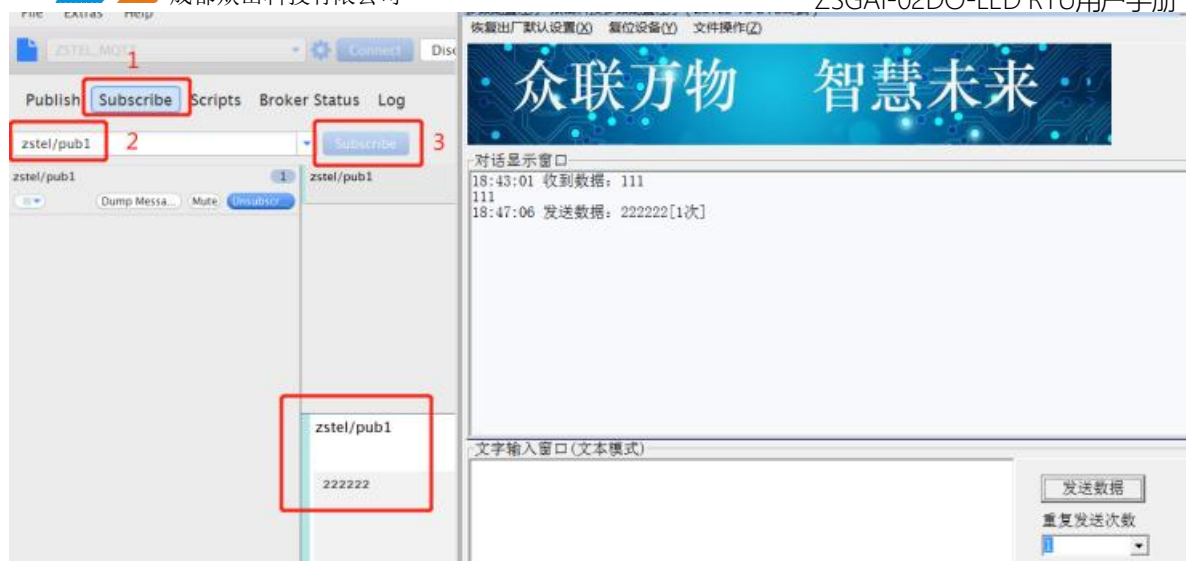 ZSGAI-02DO-LED RTU用户手册
File Extras Help
ZSTEL_MQTT
Connect
1
Publish Subscribe Scripts Broker Status Log
zstel/pub1
2
Subscribe
3
zstel/pub1
1
Dump Messa...
Mute
Unsubscr...
zstel/pub1
zstel/pub1
222222
恢复出厂默认设置(X) 复位设备(Y) 文件操作(Z)
众联万物 智慧未来
对话显示窗口
18:43:01 收到数据：111
111
18:47:06 发送数据：222222[1次]
文字输入窗口(文本模式)
发送数据
重复发送次数
1